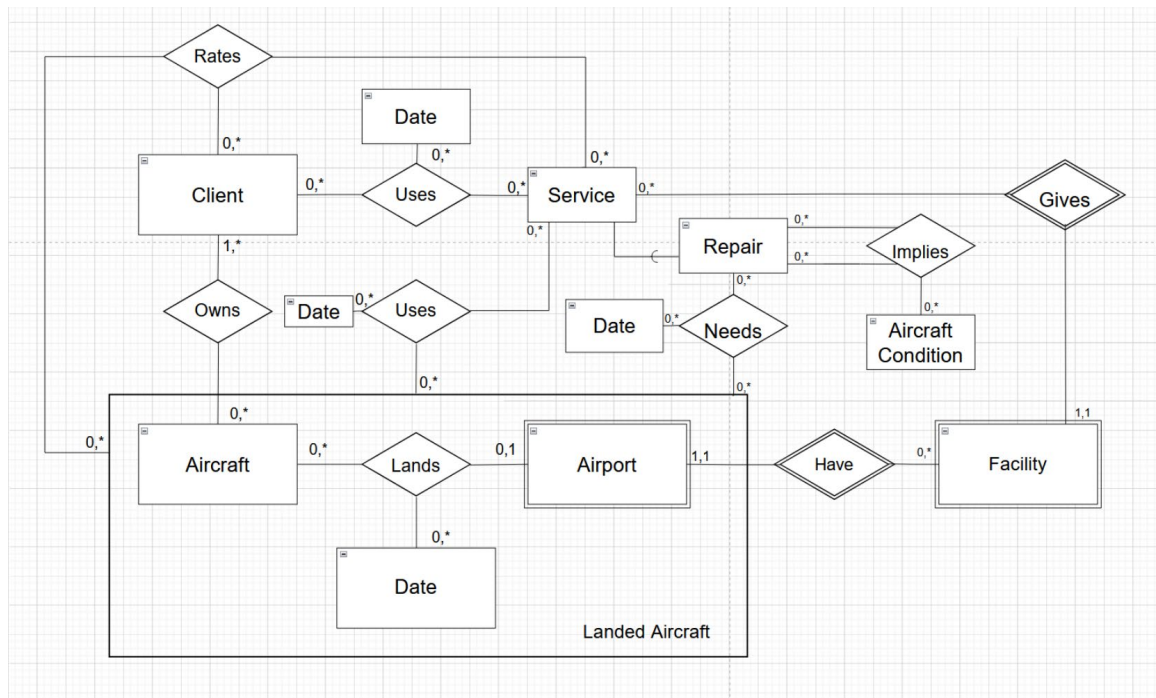 Rates
Date
0,*
0,*
0,*
Client
0,*
Uses
0,*
Service
0,*
Gives
1,*
0,*
Repair
0,*
0,*
Implies
0,*
Owns
Date
0,*
Uses
Date
0,*
Needs
0,*
Aircraft
Condition
0,*
0,*
0,*
1,1
0,*
Aircraft
0,*
Lands
0,1
Airport
1,1
Have
0,*
Facility
0,*
Date
Landed Aircraft